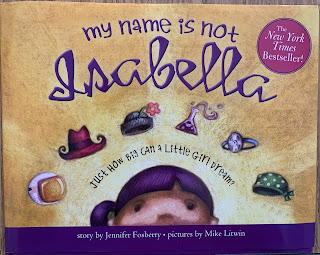 my name is not
Isabella
The
New York
Times
Bestseller!
Just How Big Can a Little Girl Dream?
story by Jennifer Fosberry • pictures by Mike Litwin